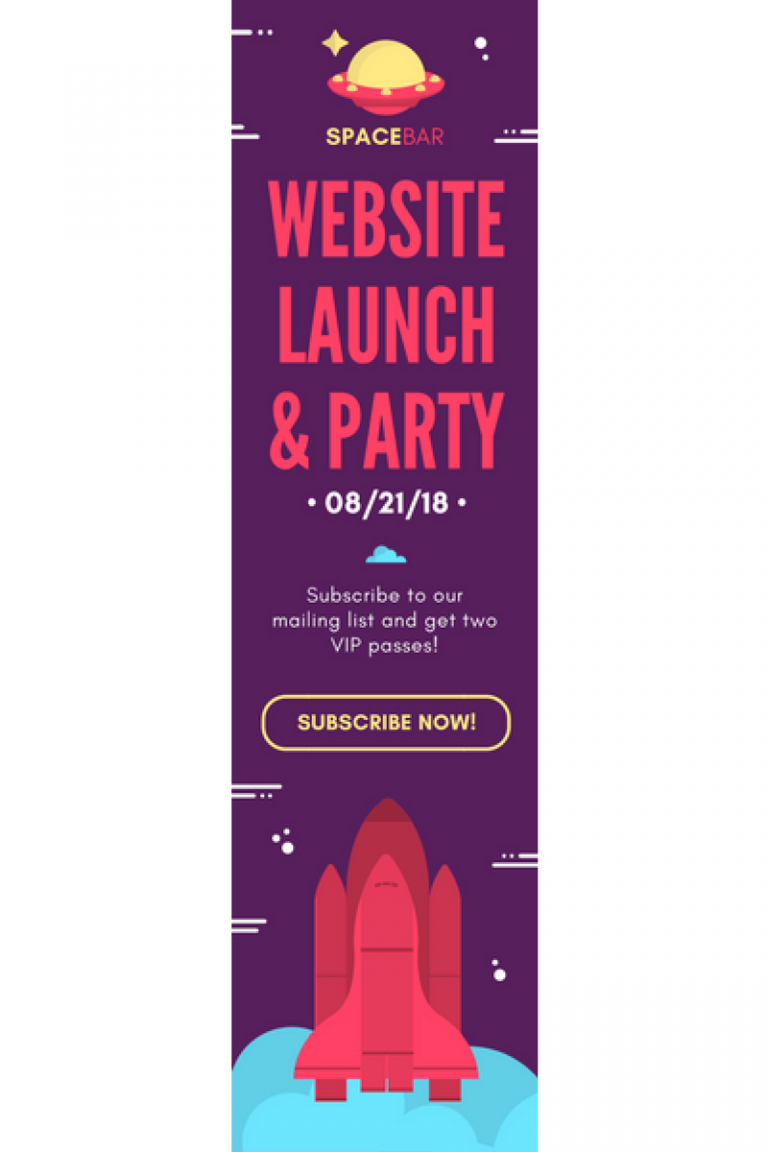 SPACEBAR
WEBSITE
LAUNCH
& PARTY
• 08/21/18 •
Subscribe to our
mailing list and get two
VIP passes!
SUBSCRIBE NOW!